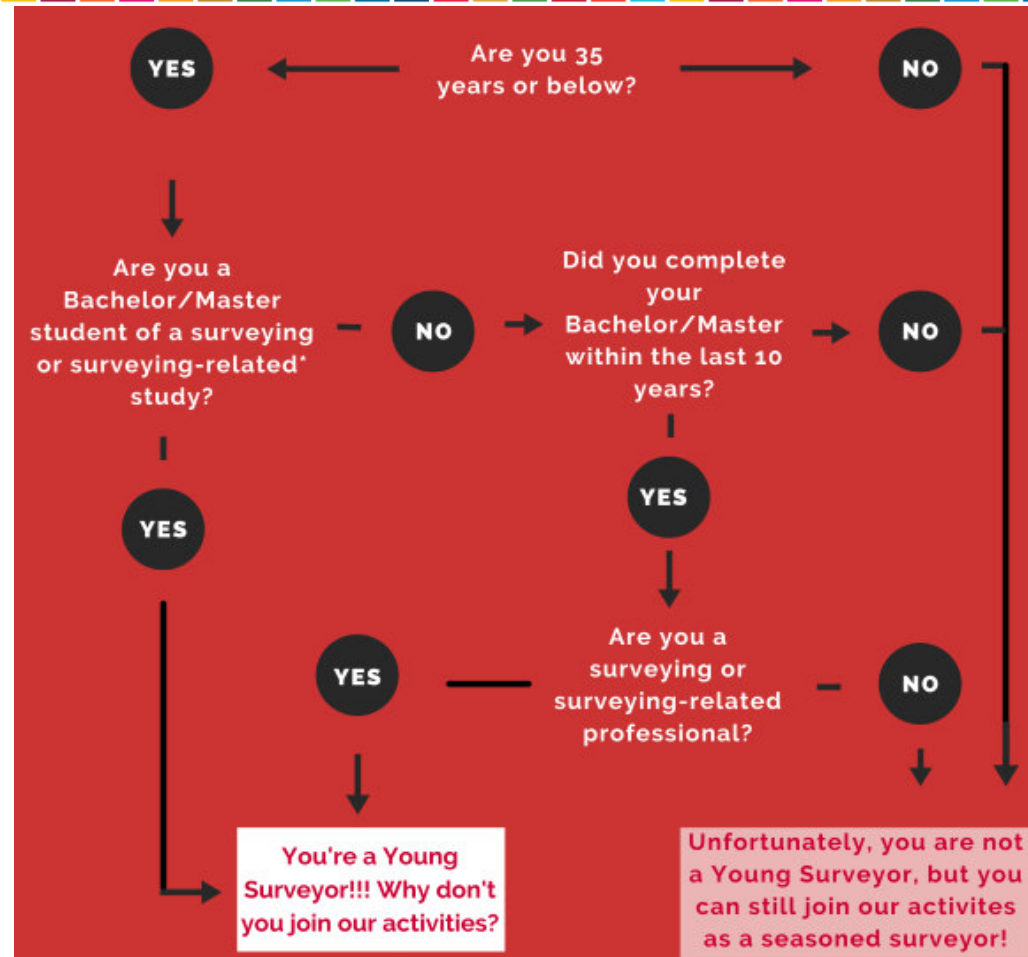 YES
Are you 35
years or below?
NO
Are you a
Bachelor/Master
student of a surveying
or surveying-related*
study?
NO
Did you complete
your
Bachelor/Master
within the last 10
years?
NO
YES
YES
Are you a
surveying or
surveying-related
professional?
YES
NO
You're a Young
Surveyor!!! Why don't
you join our activities?
Unfortunately, you are not
a Young Surveyor, but you
can still join our activites
as a seasoned surveyor!